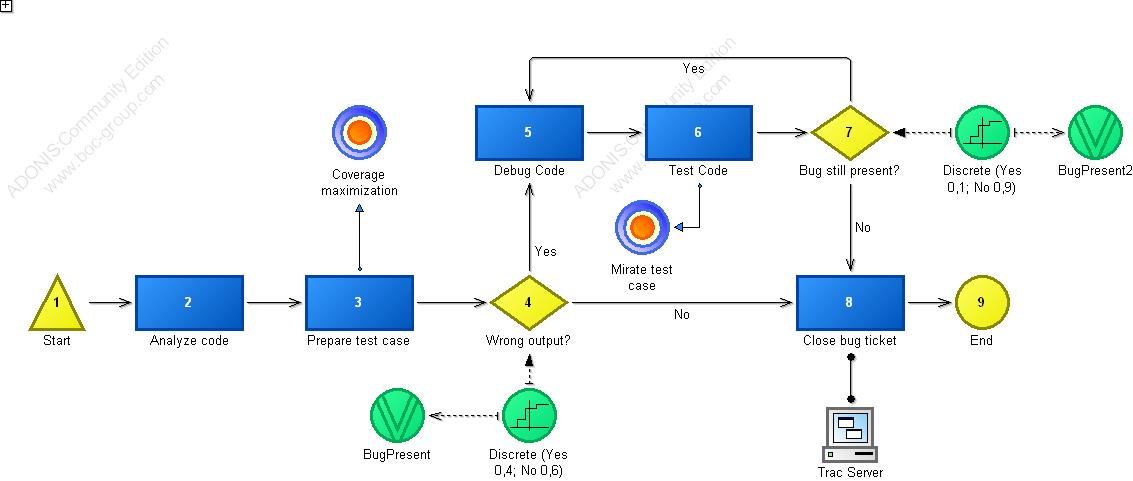 ADONIS:Community Edition
www.boc-group.com
ADONIS:Community Edition
www.boc-group.com
Yes
5
Debug Code
6
Test Code
7
Bug still present?
Discrete (Yes
0,1; No 0,9)
BugPresent2
Coverage
maximization
Yes
Mirate test
case
No
1
Start
2
Analyze code
3
Prepare test case
4
Wrong output?
No
8
Close bug ticket
9
End
BugPresent
Discrete (Yes
0,4; No 0,6)
Trac Server